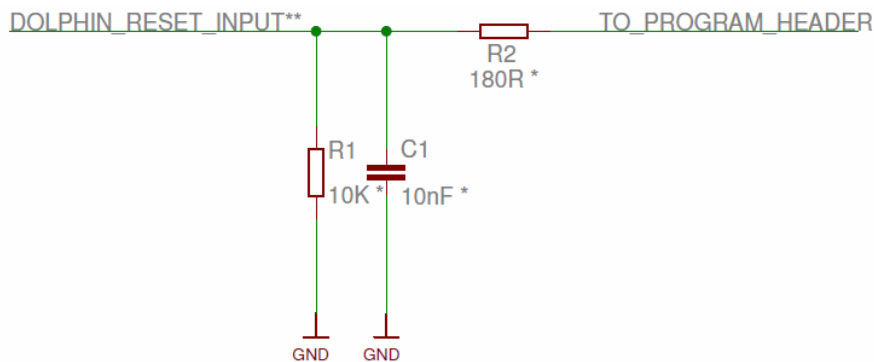 DOLPHIN_RESET_INPUT**
TO_PROGRAM_HEADER
R2
180R *
R1
10K *
C1
10nF *
GND
GND